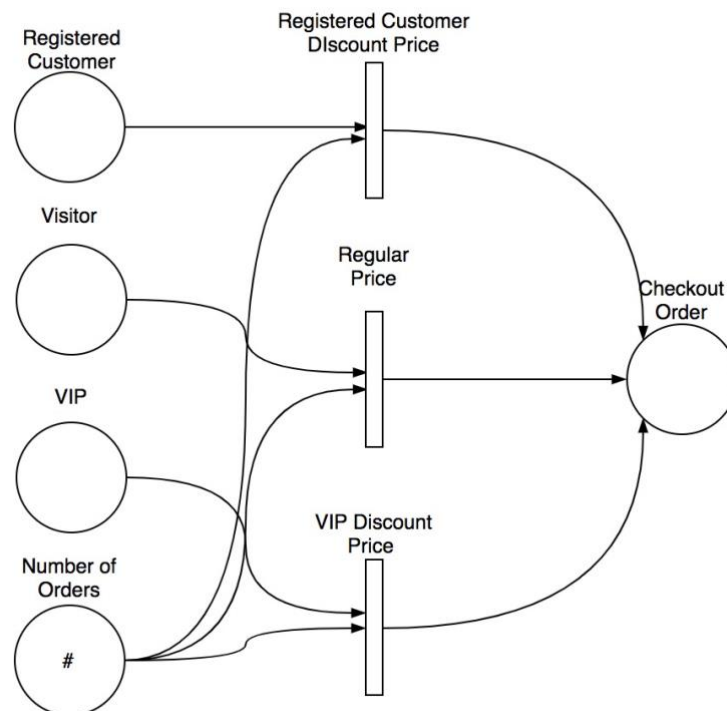 Registered
Customer
Registered Customer
DIscount Price
Visitor
Regular
Price
Checkout
Order
VIP
VIP Discount
Price
Number of
Orders
#